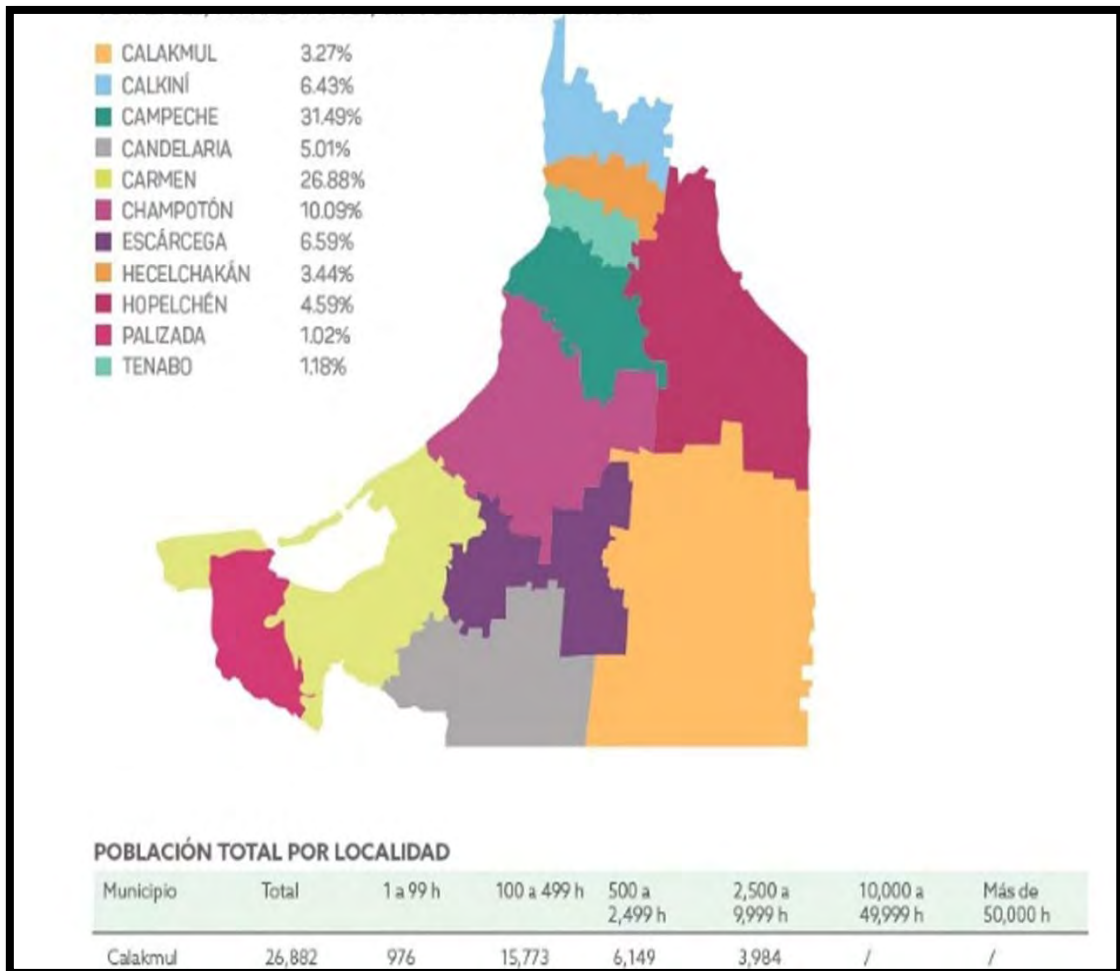 CALAKMUL 3.27%
CALKINÍ 6.43%
CAMPECHE 31.49%
CANDELARIA 5.01%
CARMEN 26.88%
CHAMPOTÓN 10.09%
ESCÁRCEGA 6.59%
HECELCHAKÁN 3.44%
HOPELCHÉN 4.59%
PALIZADA 1.02%
TENABO 1.18%
POBLACIÓN TOTAL POR LOCALIDAD
Municipio Total 1 a 99 h 100 a 499 h 500 a 2,499 h 2,500 a 9,999 h 10,000 a 49,999 h Más de 50,000 h
Calakmul 26,882 976 15,773 6,149 3,984 / /